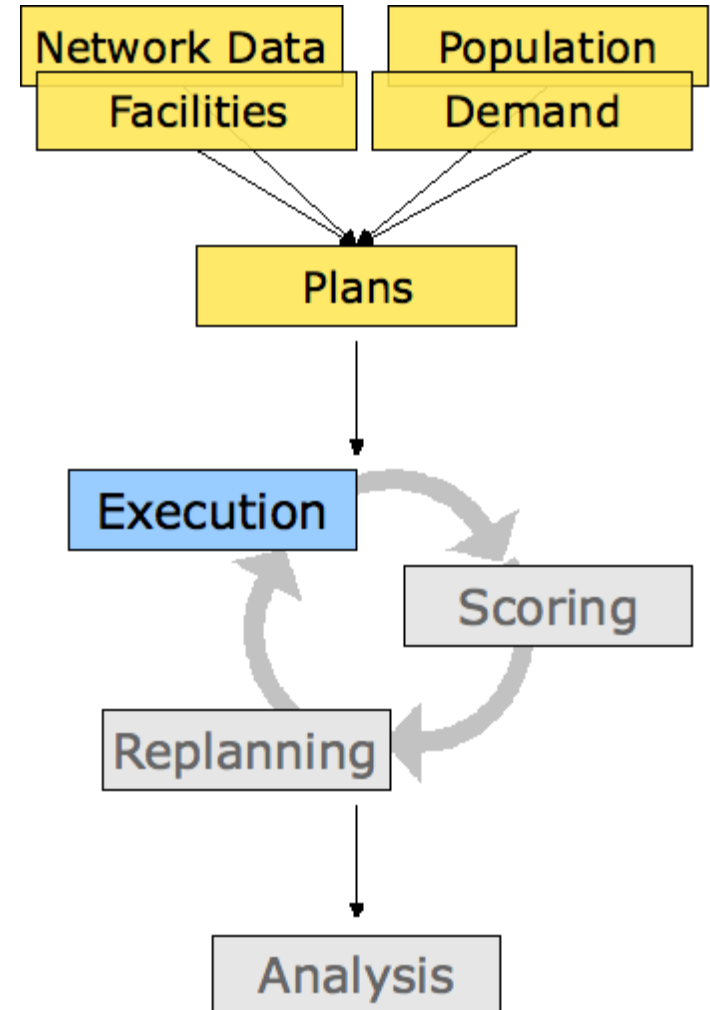 Network Data
Population
Facilities
Demand
Plans
Execution
Scoring
Replanning
Analysis